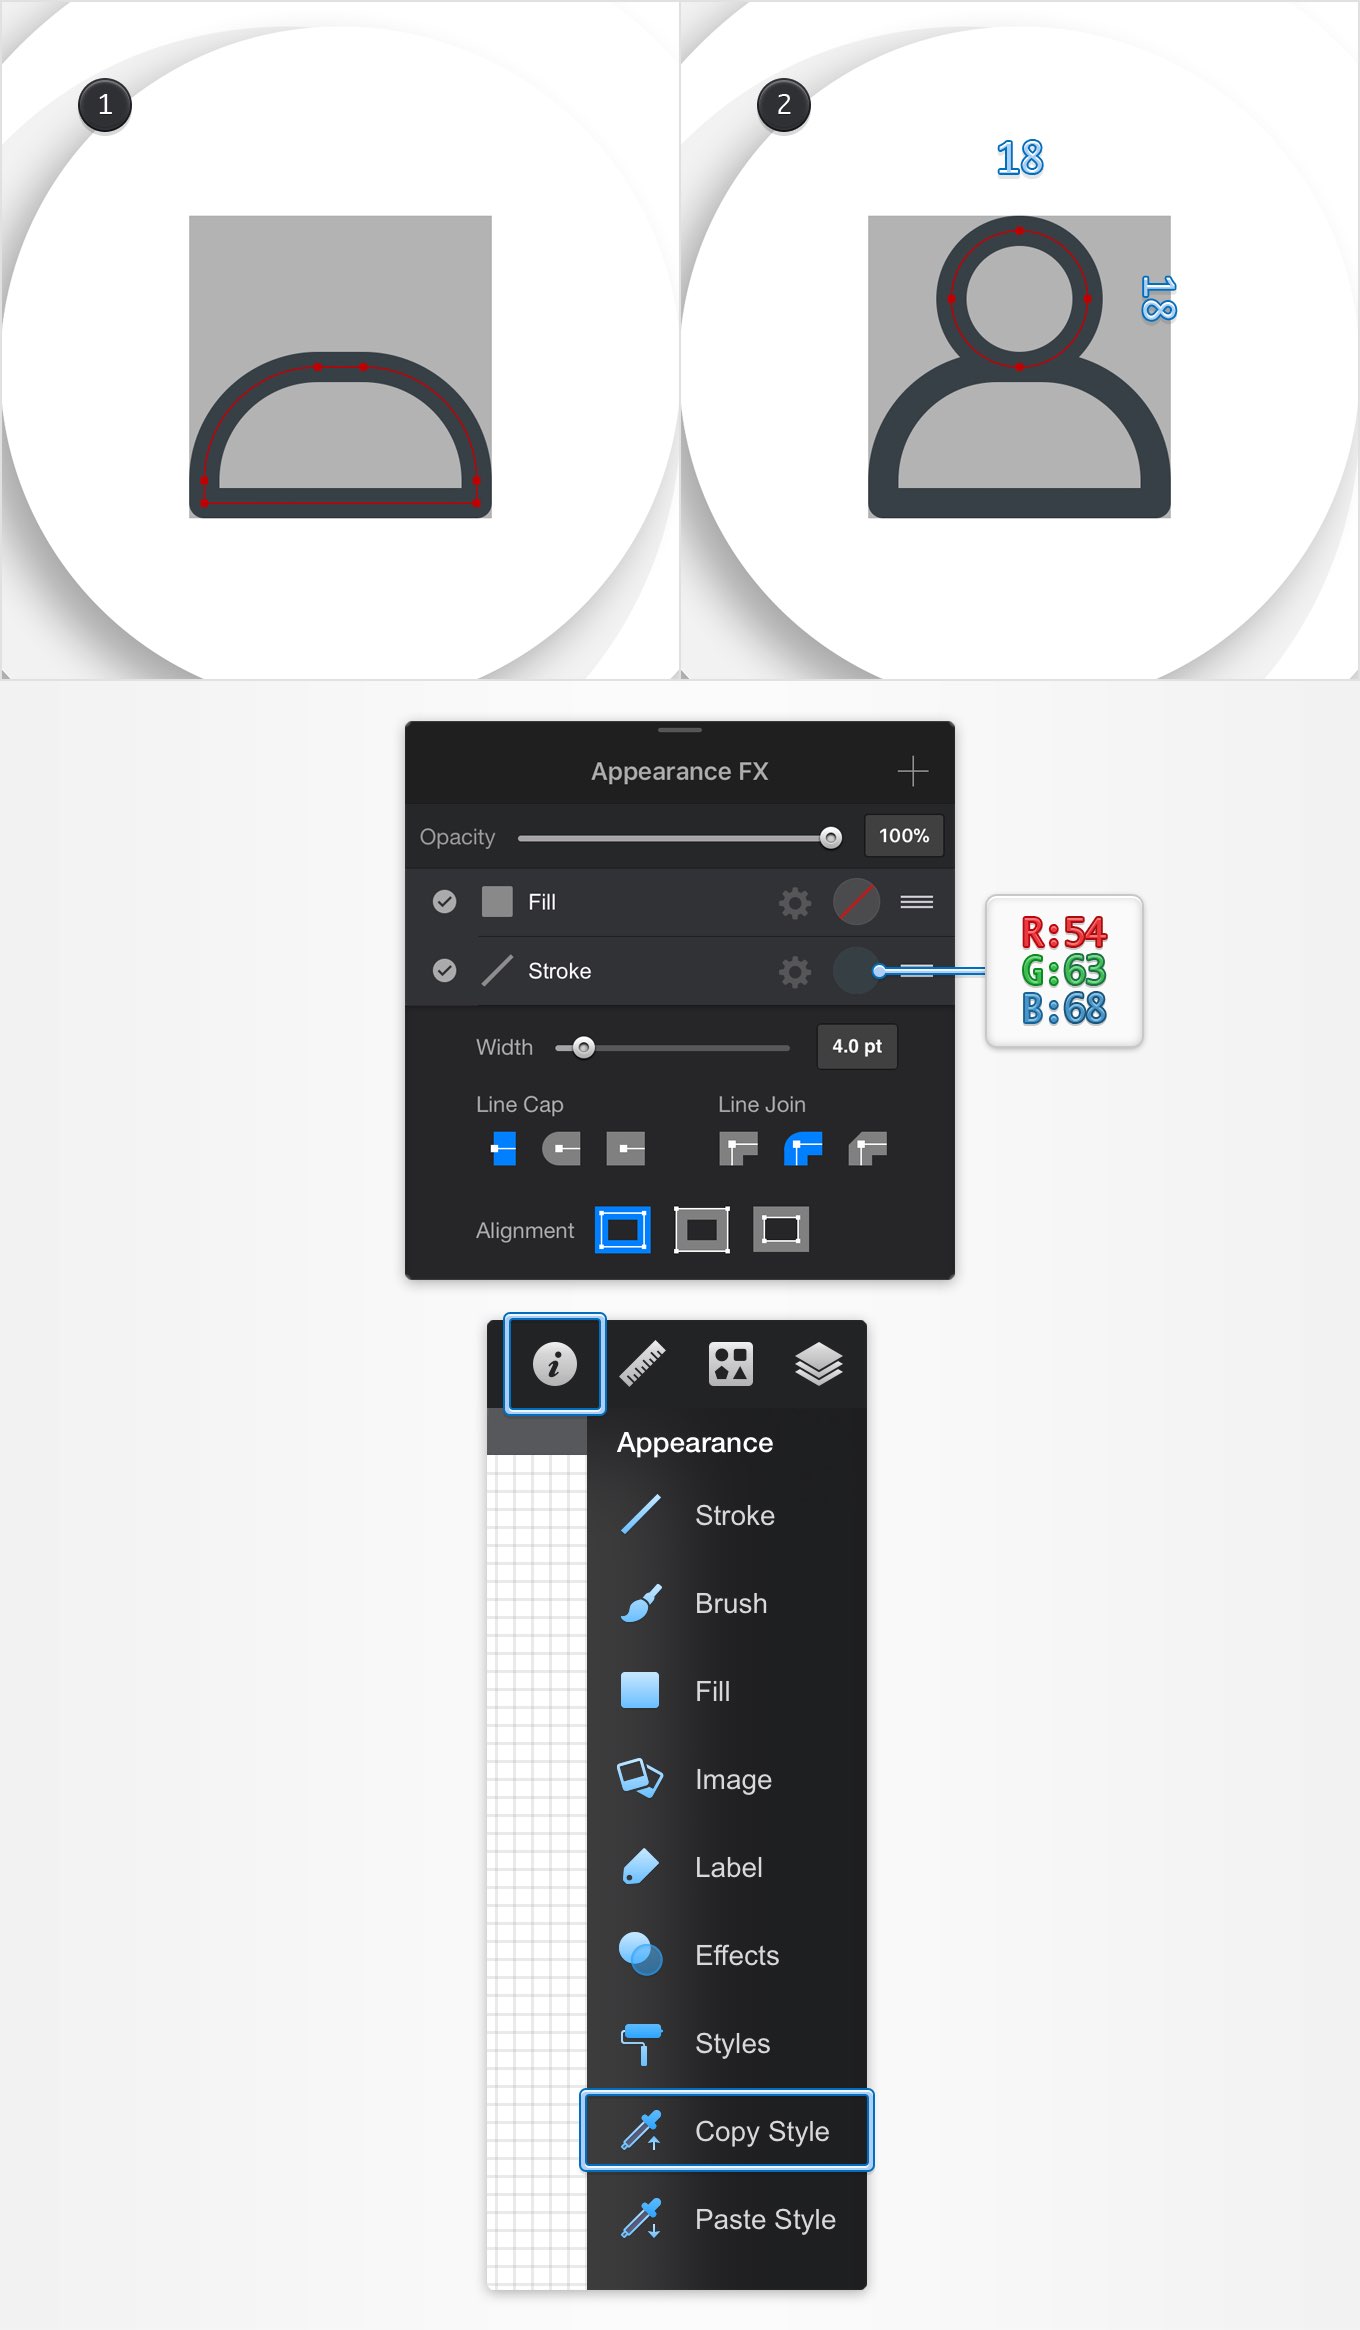 1
2
18
18
Appearance FX
Opacity
100%
Fill
Stroke
R:54
G:63
B:68
Width
4.0 pt
Line Cap
Line Join
Alignment
i
Appearance
Stroke
Brush
Fill
Image
Label
Effects
Styles
Copy Style
Paste Style